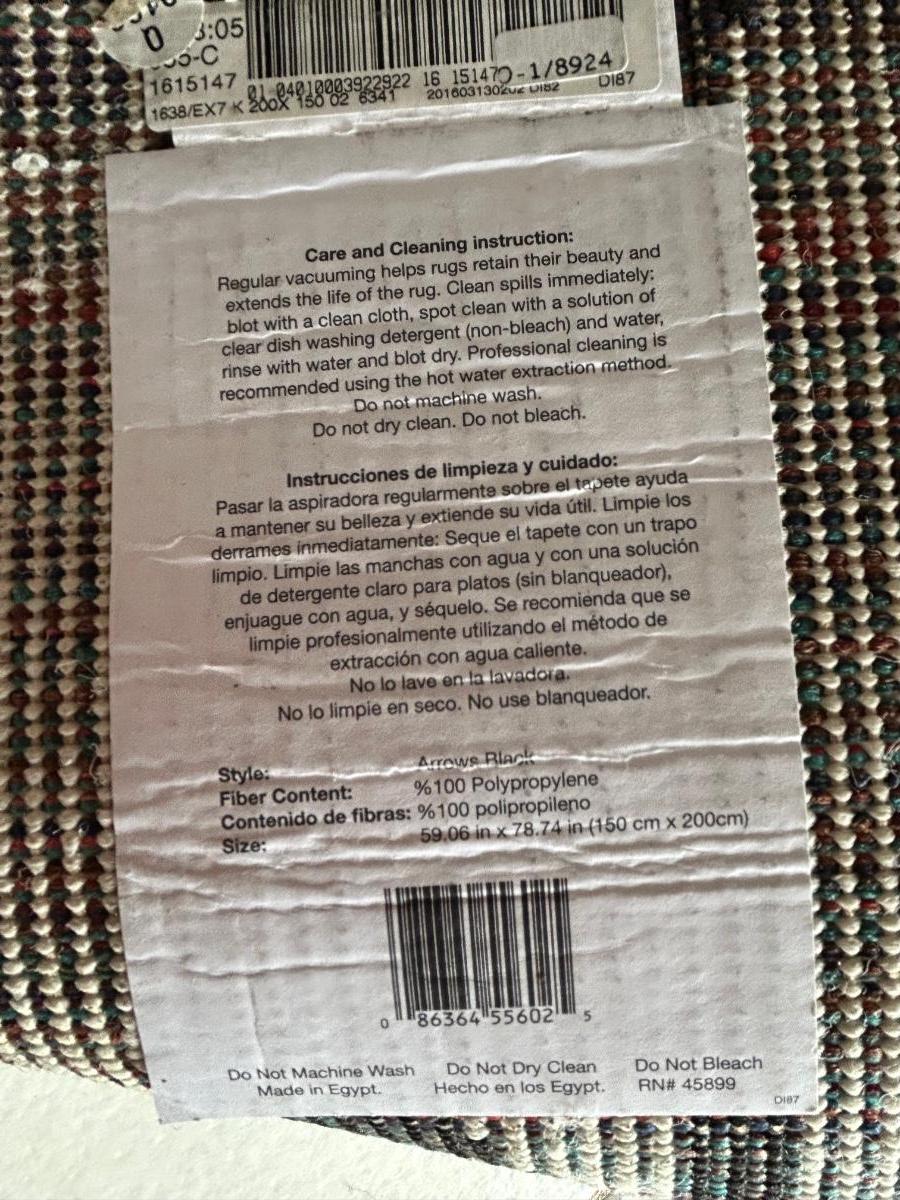 3:05
-C
1615147
01 04010003922922 16 15147
-1/8924
1638/EX7 K 200X 150 02 6341
DI82
DI87
Care and Cleaning instruction:
Regular vacuuming helps rugs retain their beauty and
extends the life of the rug. Clean spills immediately:
blot with a clean cloth, spot clean with a solution of
clear dish washing detergent (non-bleach) and water,
rinse with water and blot dry. Professional cleaning is
recommended using the hot water extraction method.
Do not machine wash.
Do not dry clean. Do not bleach.
Instrucciones de limpieza y cuidado:
Pasar la aspiradora regularmente sobre el tapete ayuda
a mantener su belleza y extiende su vida útil. Limpie los
derrames inmediatamente: Seque el tapete con un trapo
limpio. Limpie las manchas con agua y con una solución
de detergente claro para platos (sin blanqueador),
enjuague con agua, y séquelo. Se recomienda que se
limpie profesionalmente utilizando el método de
extracción con agua caliente.
No lo lave en la lavadora.
No lo limpie en seco. No use blanqueador.
Style: Arrows Black
Fiber Content: %100 Polypropylene
Contenido de fibras: %100 polipropileno
Size: 59.06 in x 78.74 in (150 cm x 200cm)
0 86364 55602 5
Do Not Machine Wash Do Not Dry Clean Do Not Bleach
Made in Egypt. Hecho en los Egypt. RN# 45899
DI87